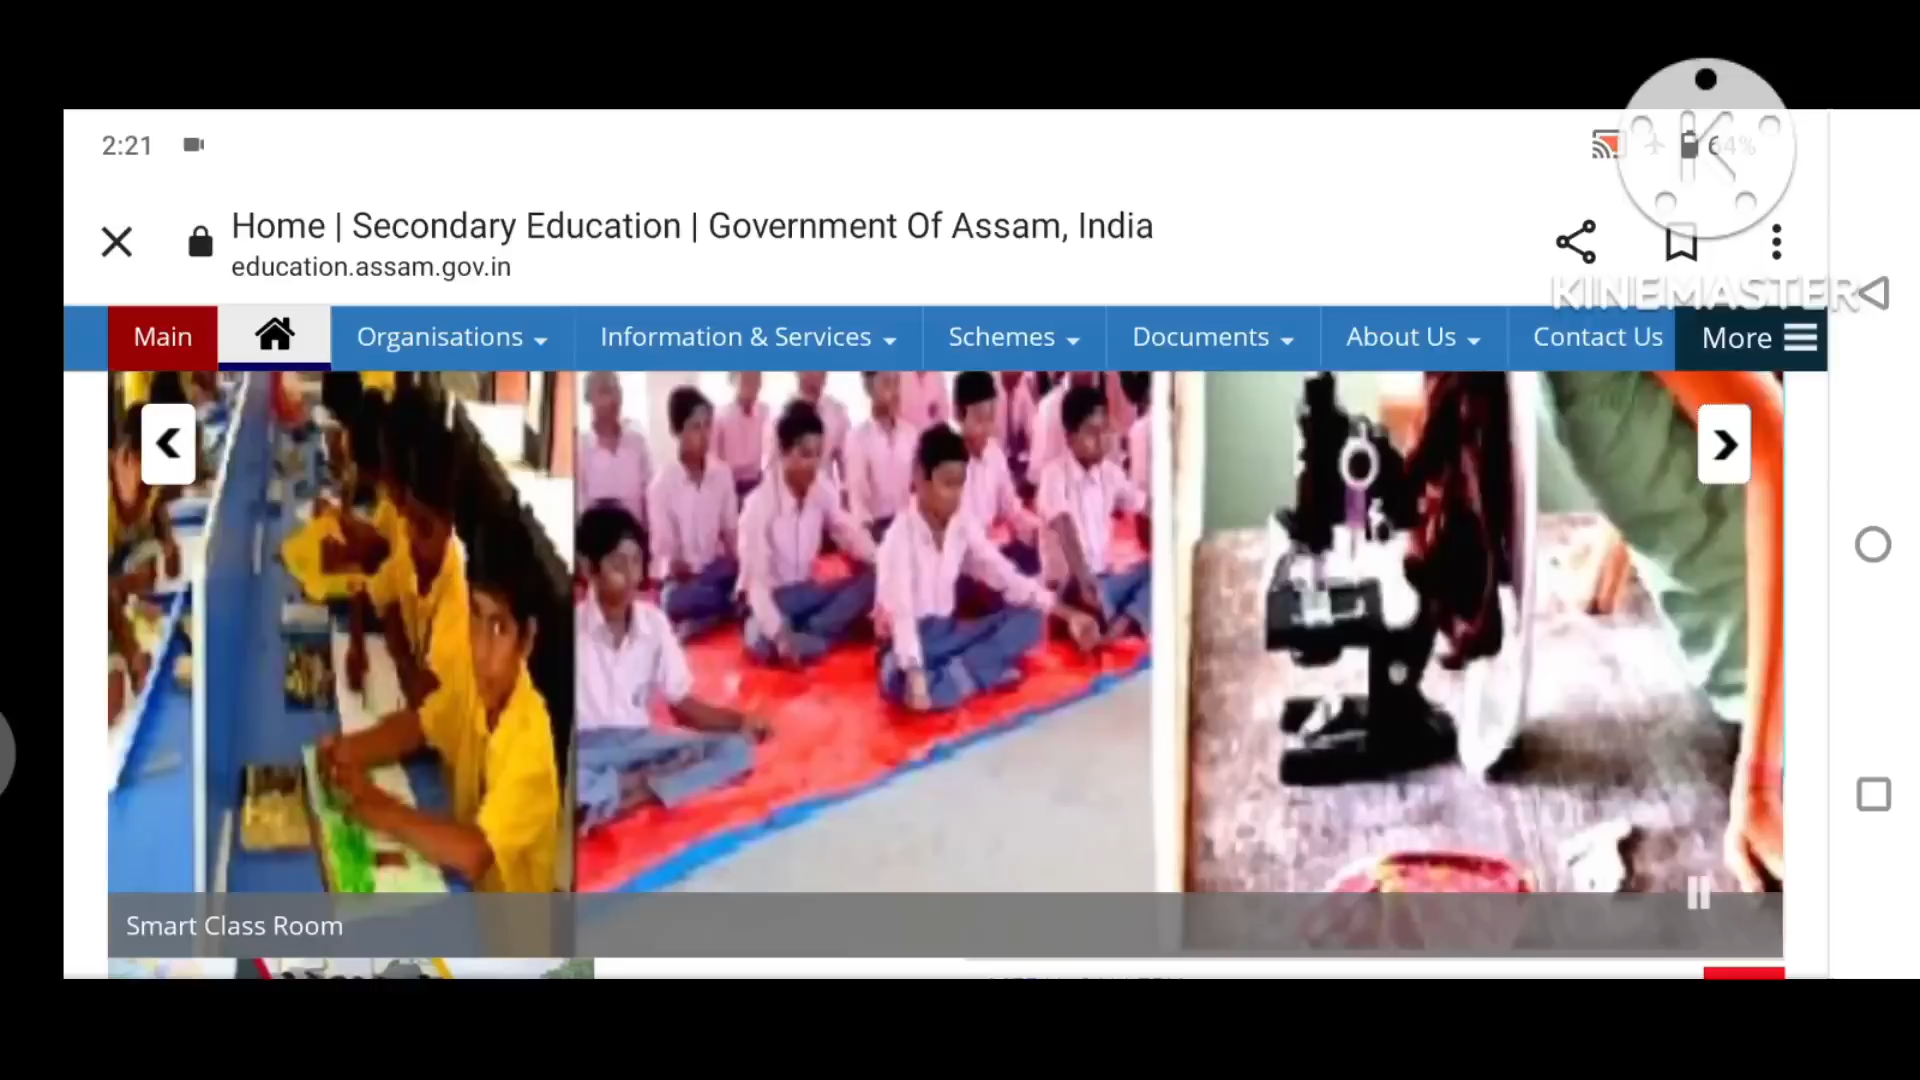 2:21
64%
Home | Secondary Education | Government Of Assam, India
education.assam.gov.in
KINEMASTER
Main
Organisations
Information & Services
Schemes
Documents
About Us
Contact Us
More
Smart Class Room